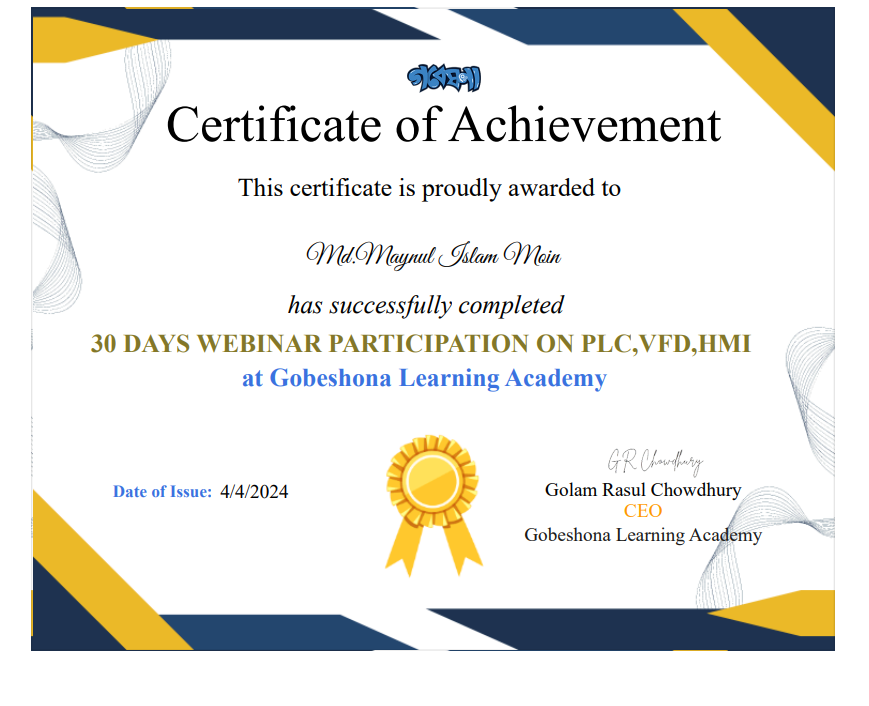 গবেষণা
Certificate of Achievement
This certificate is proudly awarded to
Md.Maynul Islam Moin
has successfully completed
30 DAYS WEBINAR PARTICIPATION ON PLC,VFD,HMI
at Gobeshona Learning Academy
G R Chowdhury
Date of Issue: 4/4/2024
Golam Rasul Chowdhury
CEO
Gobeshona Learning Academy